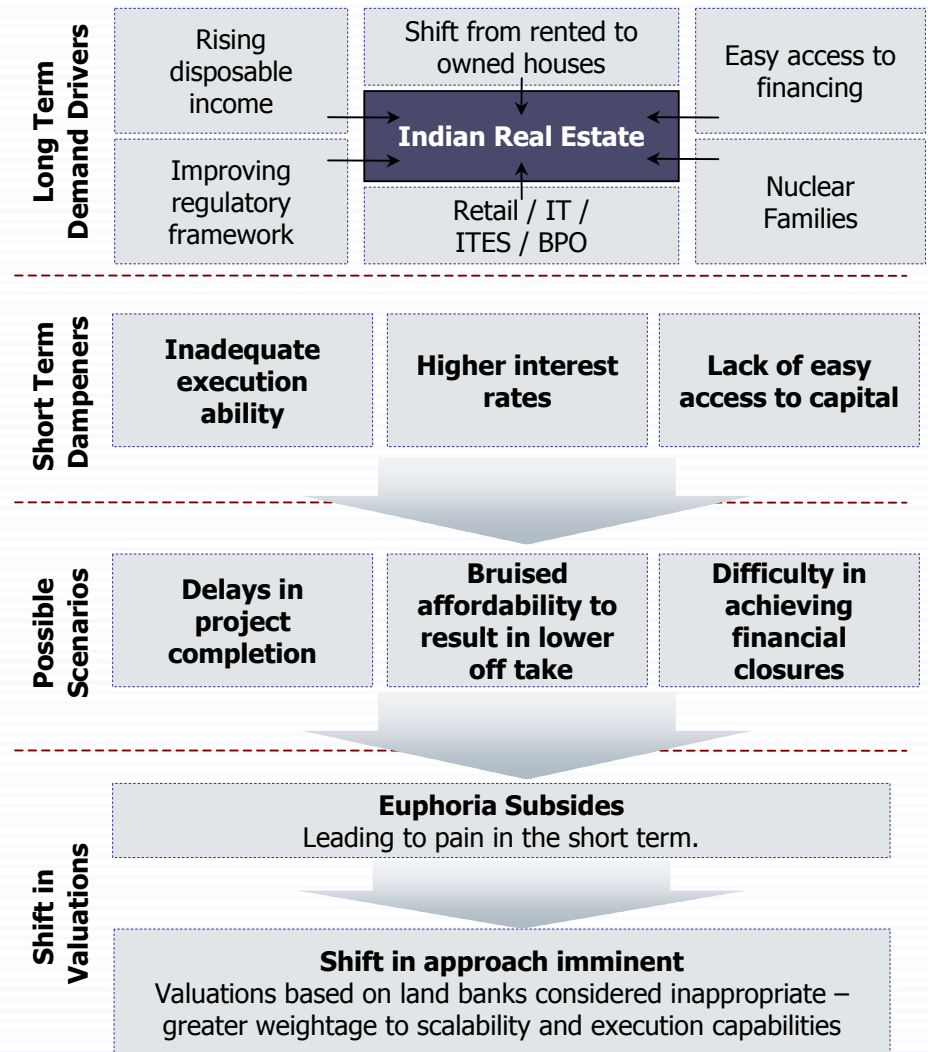 Long Term
Demand Drivers
Rising
disposable
income
Shift from rented to
owned houses
Easy access to
financing
Indian Real Estate
Improving
regulatory
framework
Retail / IT /
ITES / BPO
Nuclear
Families
Short Term
Dampeners
Inadequate
execution
ability
Higher interest
rates
Lack of easy
access to capital
Possible
Scenarios
Delays in
project
completion
Bruised
affordability to
result in lower
off take
Difficulty in
achieving
financial
closures
Shift in
Valuations
Euphoria Subsides
Leading to pain in the short term.
Shift in approach imminent
Valuations based on land banks considered inappropriate –
greater weightage to scalability and execution capabilities